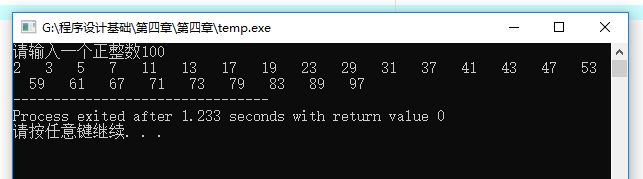 G:\程序设计基础\第四章\第四章\temp.exe
请输入一个正整数100
2 3 5 7 11 13 17 19 23 29 31 37 41 43 47 53
59 61 67 71 73 79 83 89 97
--------------------------------
Process exited after 1.233 seconds with return value 0
请按任意键继续. . .